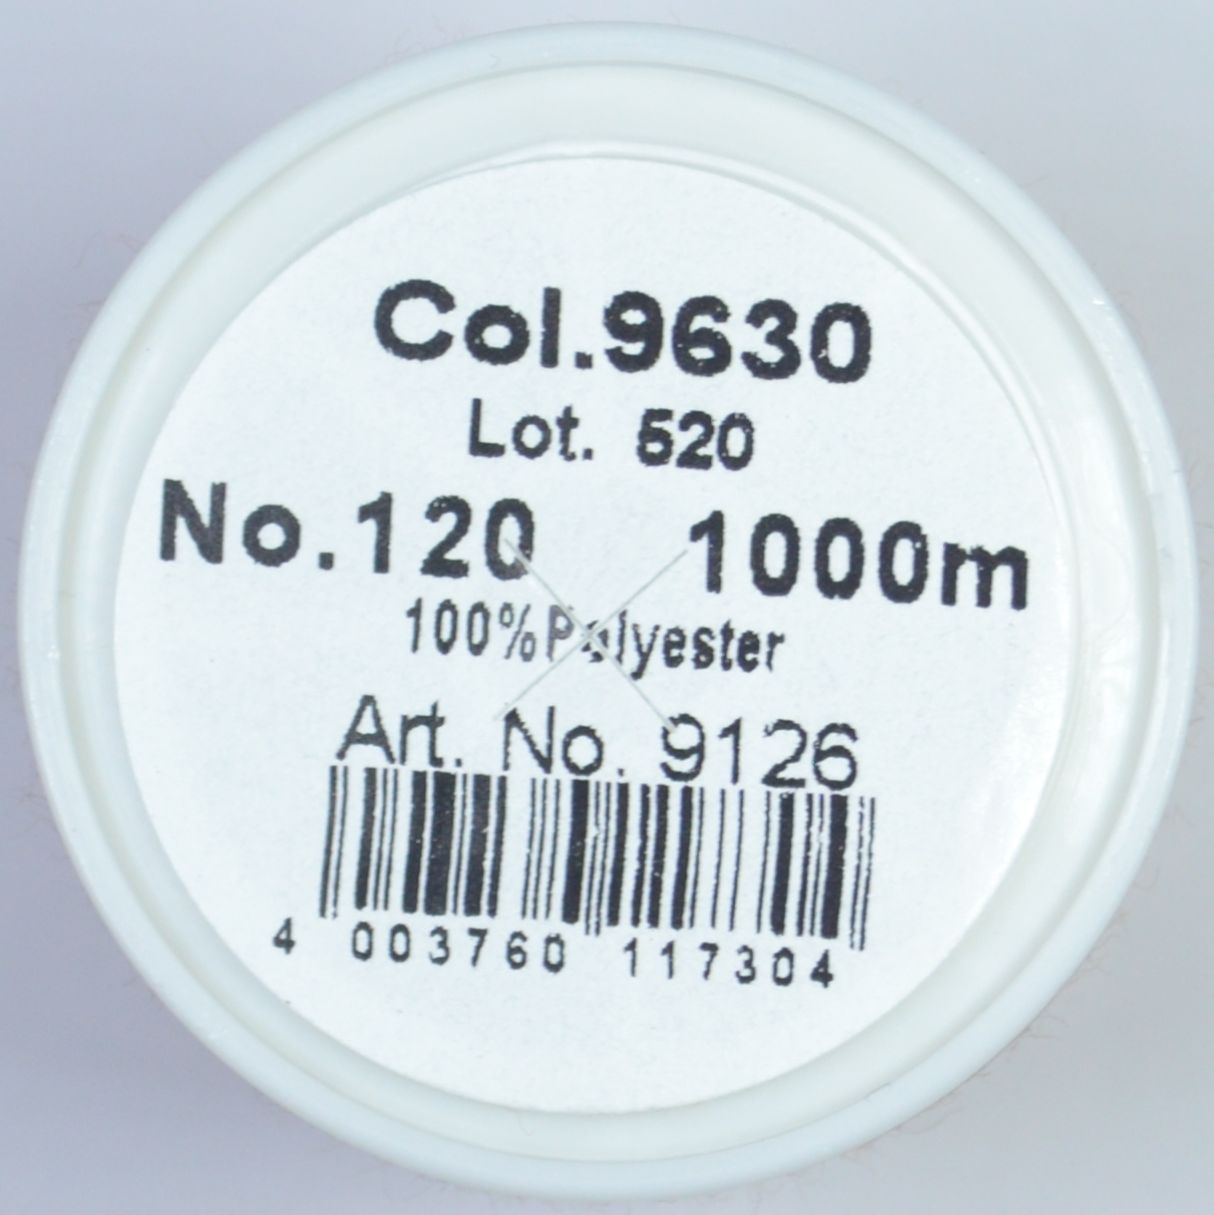 Col.9630
Lot. 520
No.120 1000m
100%Polyester
Art. No. 9126
4 003760 117304